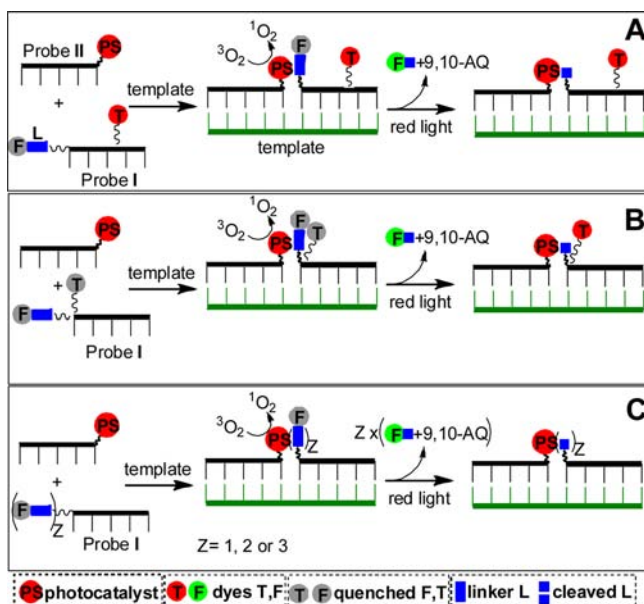 A
Probe II
PS
+
T
L
F
Probe I
template
³O₂
¹O₂
PS
F
T
template
F+9,10-AQ
red light
PS
T
B
PS
+
T
F
Probe I
template
³O₂
¹O₂
PS
F
T
F+9,10-AQ
red light
PS
T
C
PS
+
(F)Z
Probe I
template
³O₂
¹O₂
PS
F
( )Z
Z x(F+9,10-AQ)
red light
PS
( )Z
Z= 1, 2 or 3
PS photocatalyst
T F dyes T,F
T F quenched F,T
linker L
cleaved L